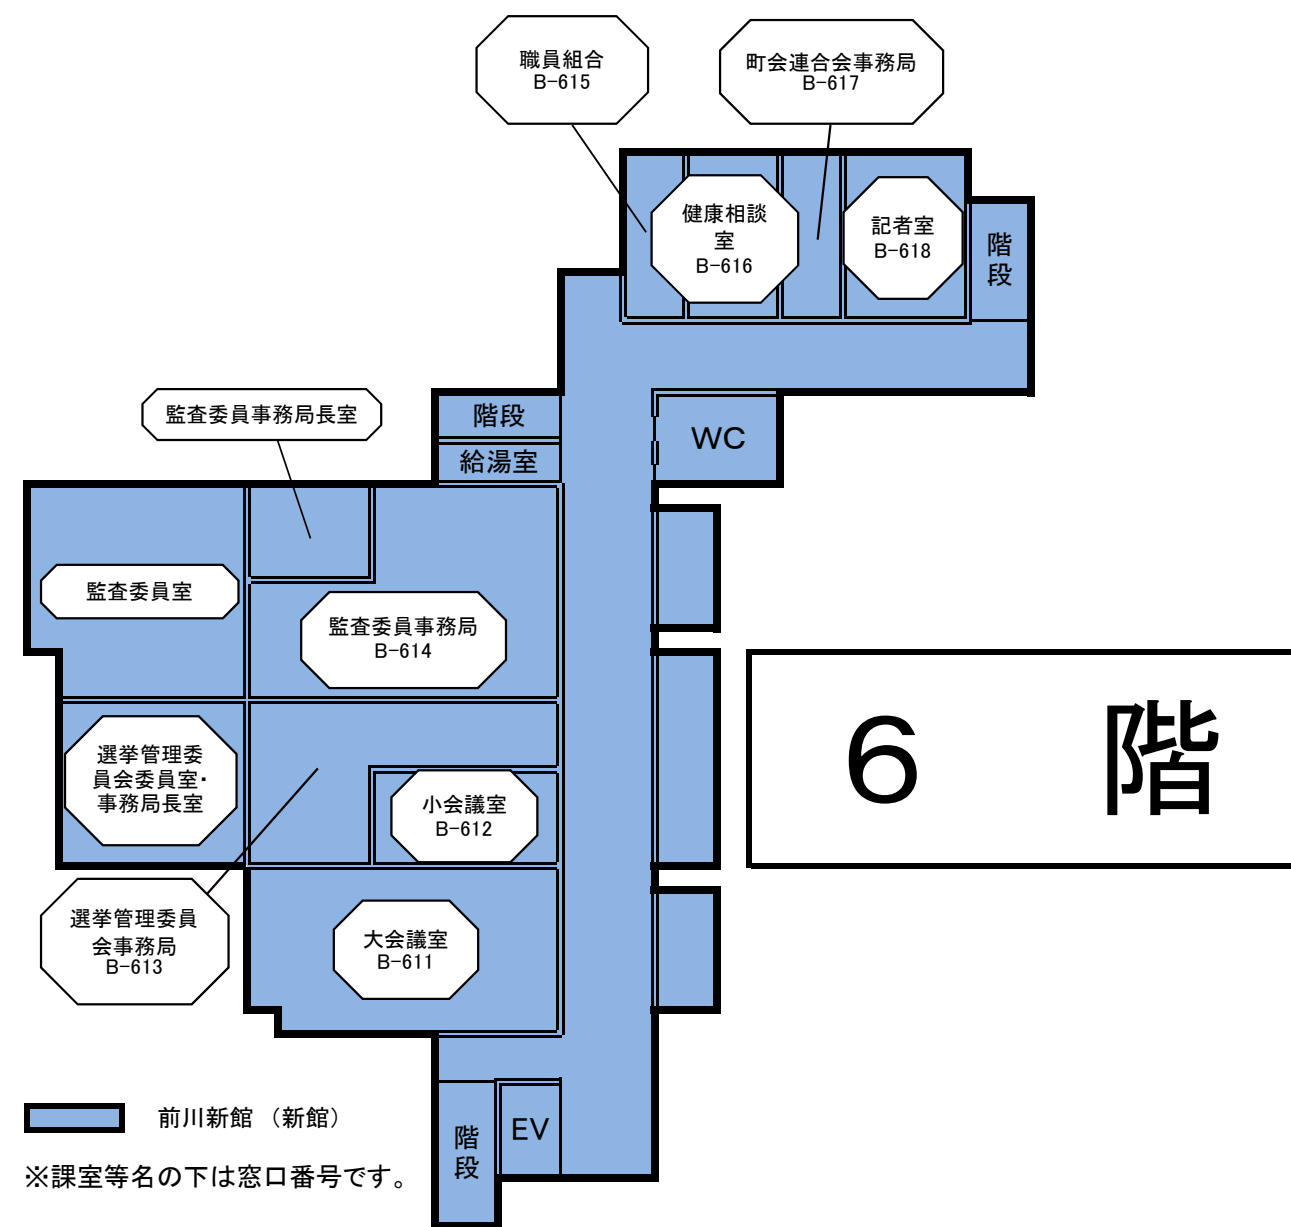 職員組合
B-615
町会連合会事務局
B-617
健康相談
室
B-616
記者室
B-618
階
段
監査委員事務局長室
階段
給湯室
WC
監査委員室
監査委員事務局
B-614
6 階
選挙管理委
員会委員室・
事務局長室
小会議室
B-612
選挙管理委員
会事務局
B-613
大会議室
B-611
前川新館 （新館）
階
段
EV
※課室等名の下は窓口番号です。